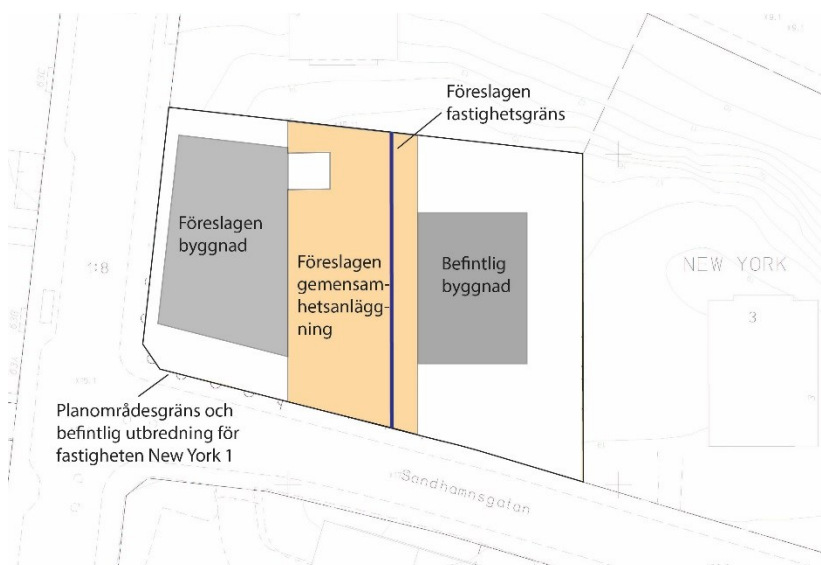 Föreslagen
fastighetsgräns
Föreslagen
byggnad
Föreslagen
gemensam-
hetsanlägg-
ning
Befintlig
byggnad
NEW YORK
3
1:8
Planområdesgräns och
befintlig utbredning för
fastigheten New York 1
Sandhamnsgatan